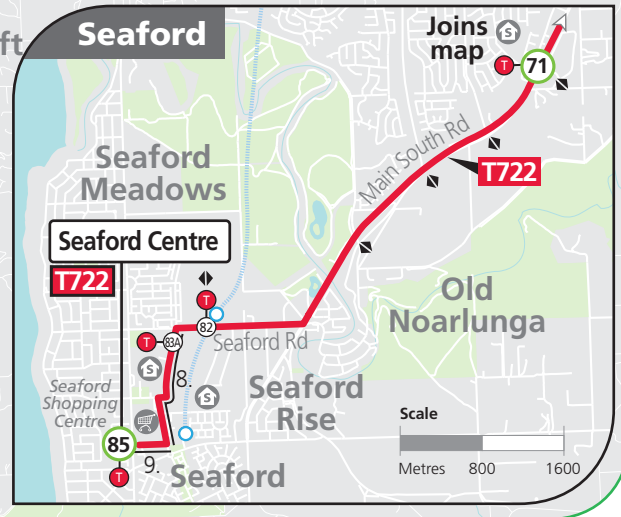 ft
Seaford
Joins
map
S
T
71
Main South Rd
T722
Seaford
Meadows
Seaford Centre
T722
T
82
Seaford Rd
T
83A
S
8.
S
Old
Noarlunga
Seaford
Rise
Seaford
Shopping
Centre
85
9.
T
Seaford
Scale
Metres 800 1600